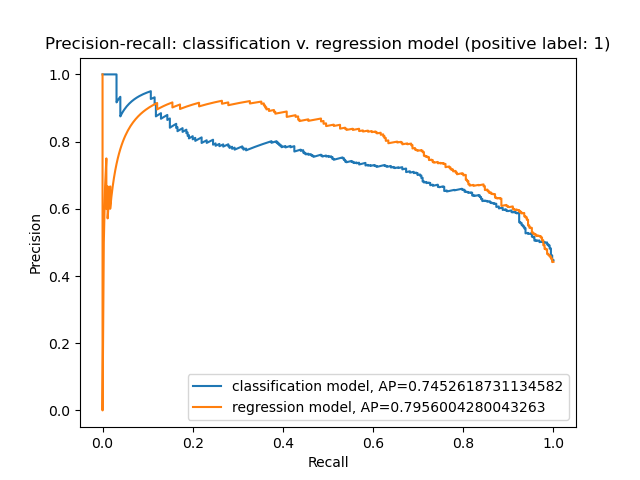 Precision-recall: classification v. regression model (positive label: 1)
1.0
0.8
0.6
0.4
0.2
0.0
Precision
classification model, AP=0.7452618731134582
regression model, AP=0.7956004280043263
0.0 0.2 0.4 0.6 0.8 1.0
Recall